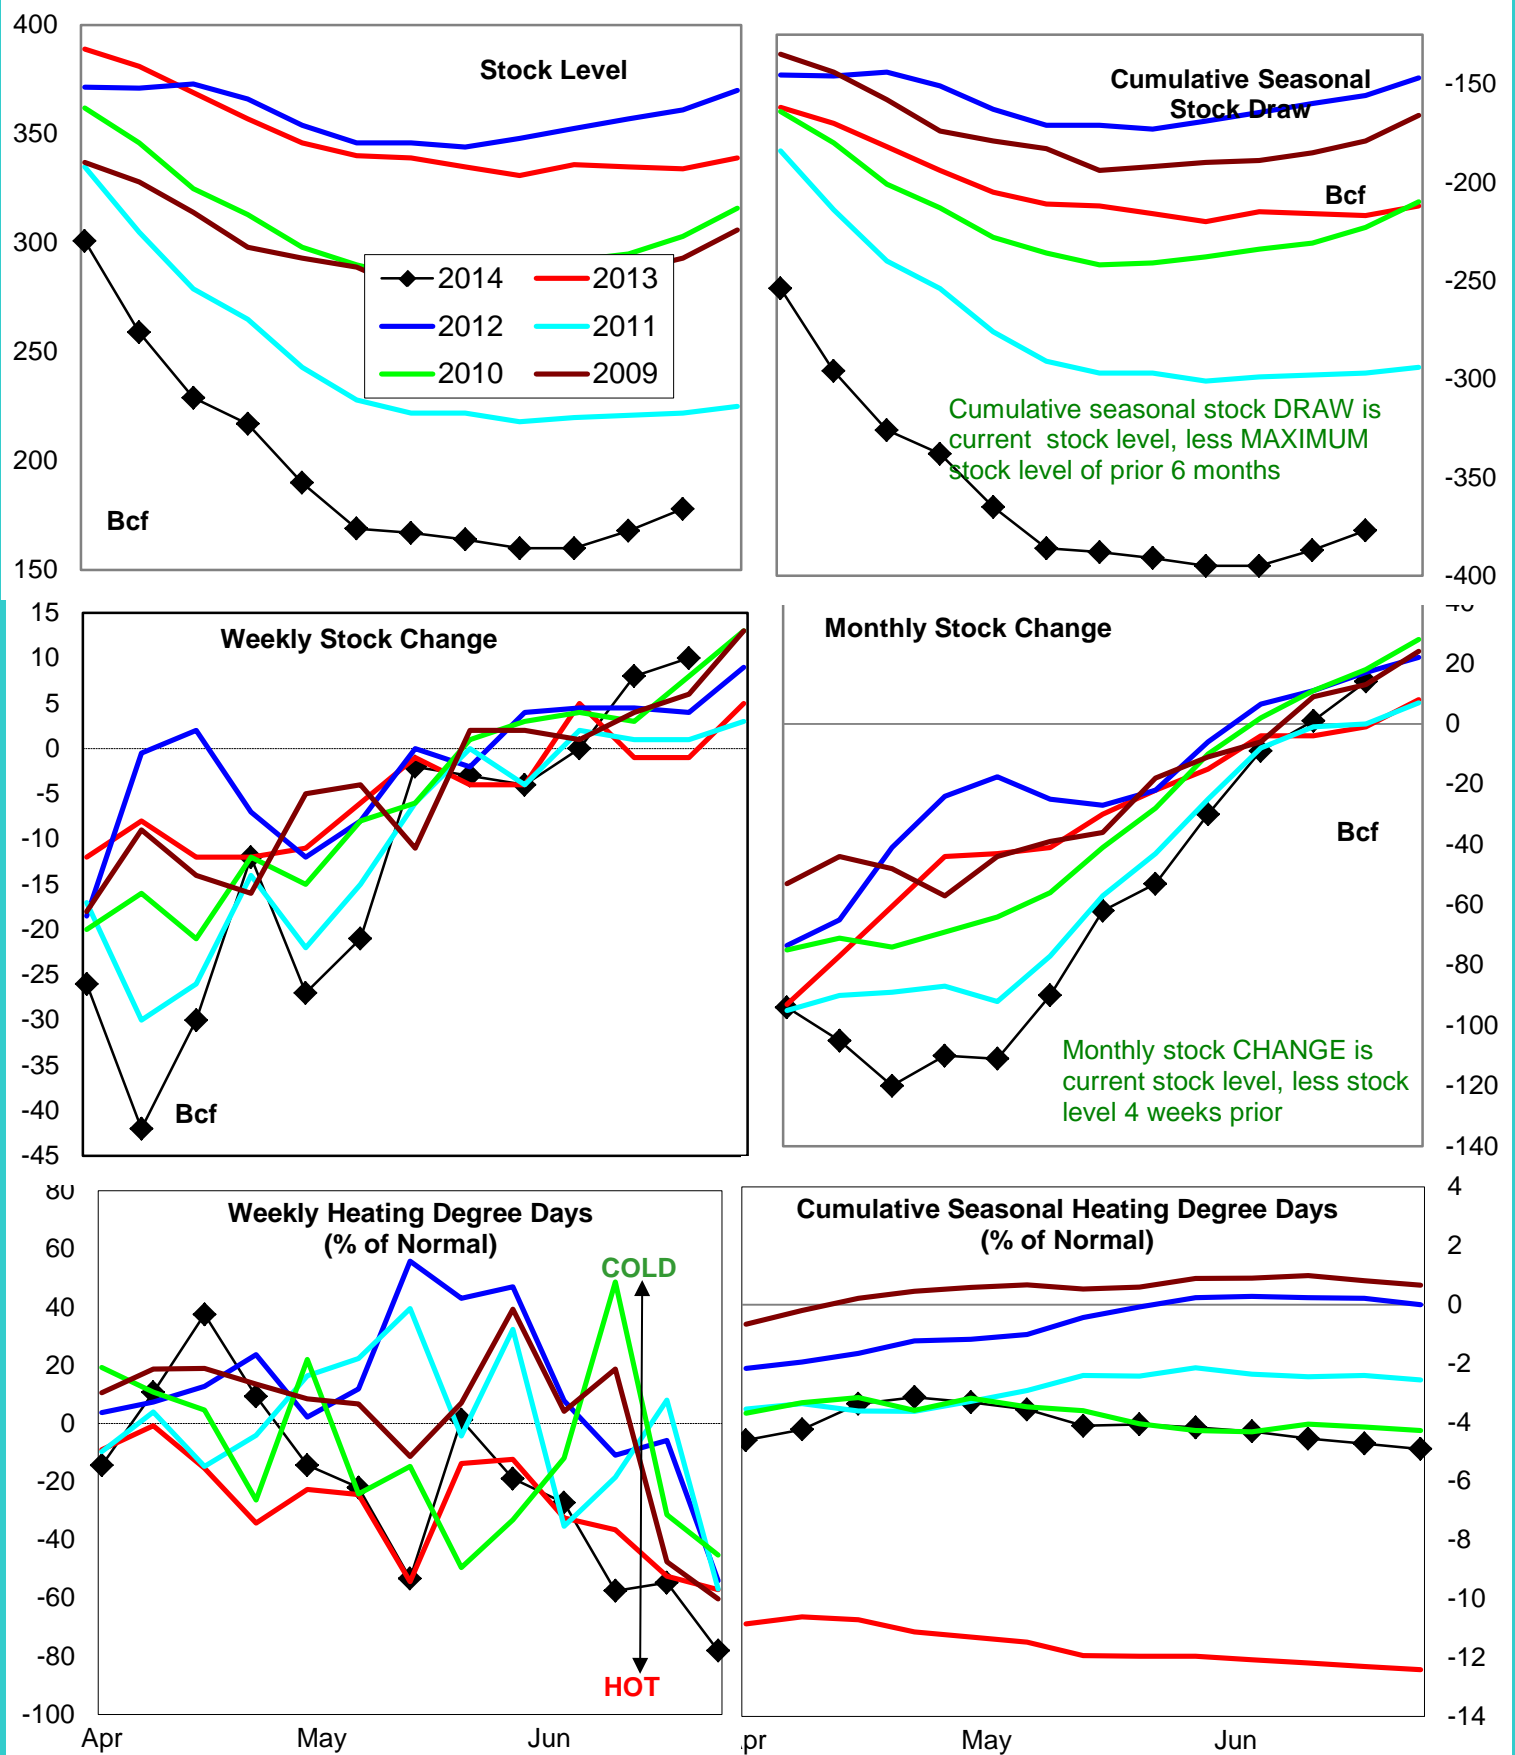 400
350
300
250
200
150
Stock Level
Bcf
2014
2013
2012
2011
2010
2009
Cumulative Seasonal
Stock Draw
Bcf
Cumulative seasonal stock DRAW is
current stock level, less MAXIMUM
stock level of prior 6 months
-150
-200
-250
-300
-350
-400
15
10
5
0
-5
-10
-15
-20
-25
-30
-35
-40
-45
Weekly Stock Change
Bcf
Monthly Stock Change
Bcf
Monthly stock CHANGE is
current stock level, less stock
level 4 weeks prior
40
20
0
-20
-40
-60
-80
-100
-120
-140
80
60
40
20
0
-20
-40
-60
-80
-100
Weekly Heating Degree Days
(% of Normal)
COLD
HOT
Apr
May
Jun
Cumulative Seasonal Heating Degree Days
(% of Normal)
4
2
0
-2
-4
-6
-8
-10
-12
-14
pr
May
Jun